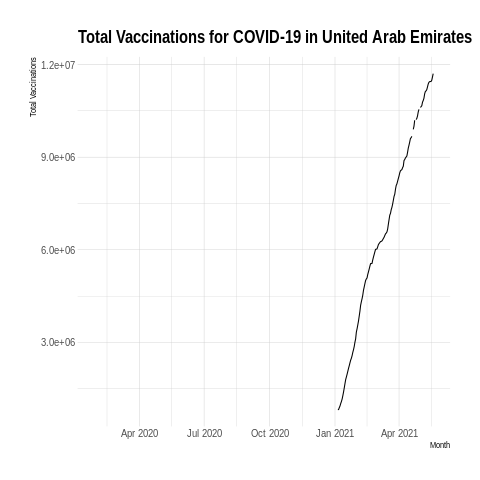 Total Vaccinations for COVID-19 in United Arab Emirates
Total Vaccinations
1.2e+07
9.0e+06
6.0e+06
3.0e+06
Apr 2020 Jul 2020 Oct 2020 Jan 2021 Apr 2021
Month